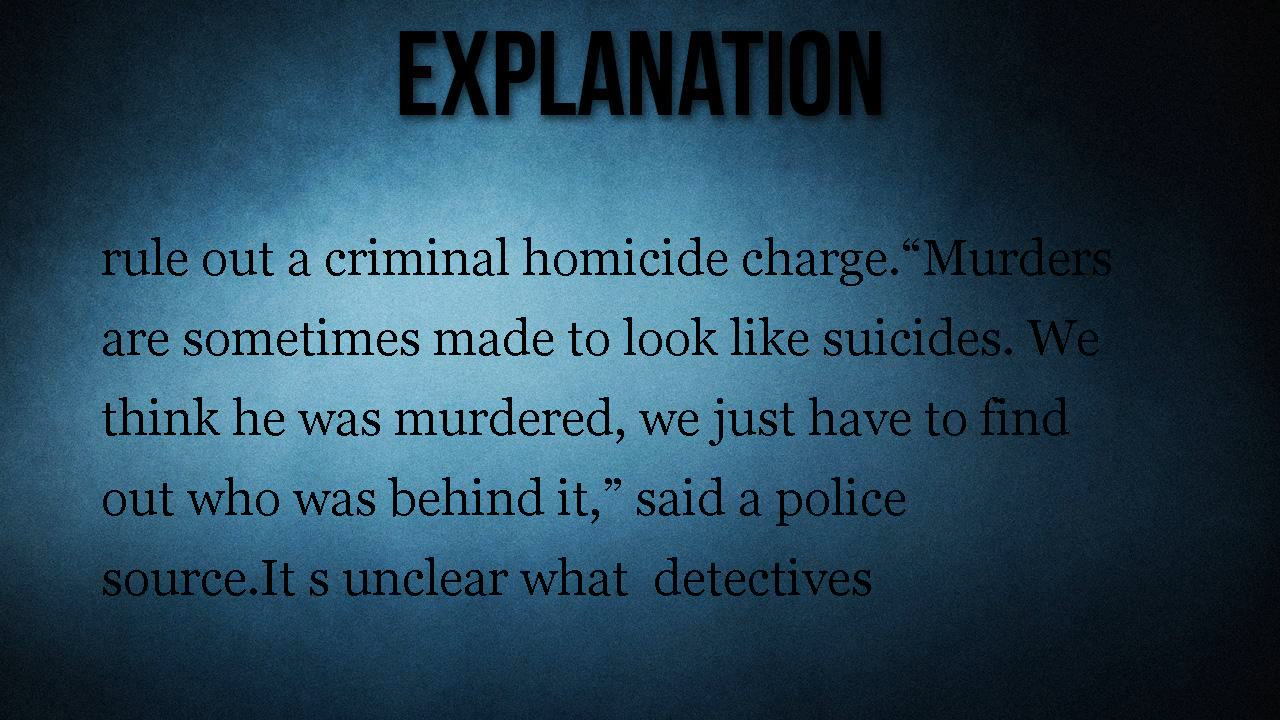 EXPLANATION
rule out a criminal homicide charge.“Murders
are sometimes made to look like suicides. We
think he was murdered, we just have to find
out who was behind it,” said a police
source.It s unclear what  detectives